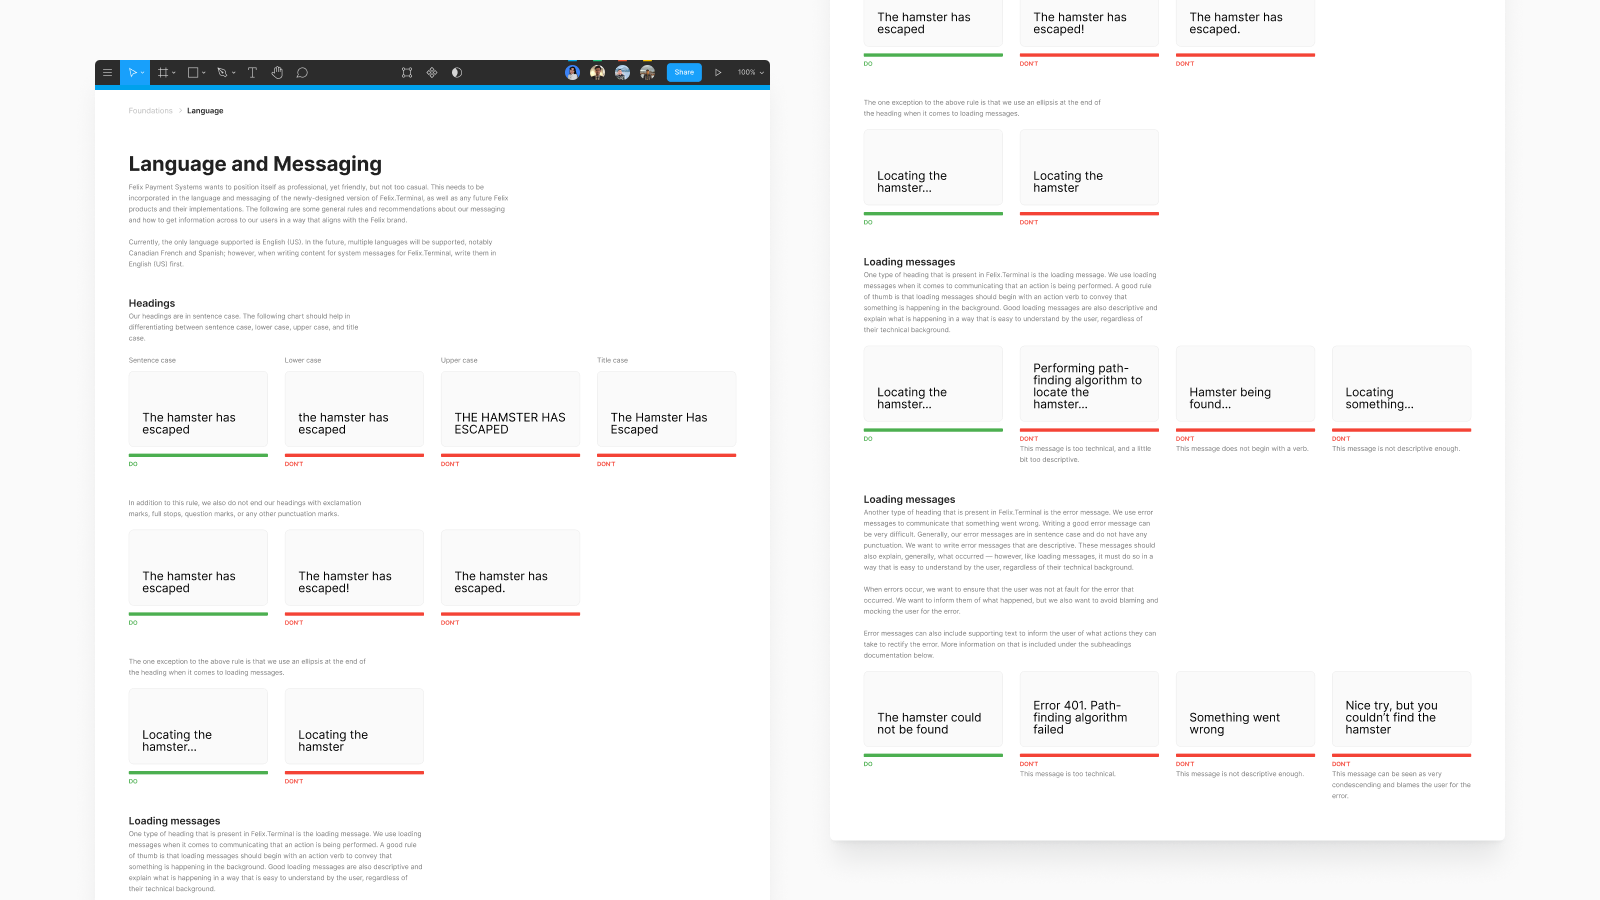 Share
100%
Foundations > Language
Language and Messaging
Felix Payment Systems wants to position itself as professional, yet friendly, but not too casual. This needs to be
incorporated in the language and messaging of the newly-designed version of Felix.Terminal, as well as any future Felix
products and their implementations. The following are some general rules and recommendations about our messaging
and how to get information across to our users in a way that aligns with the Felix brand.
Currently, the only language supported is English (US). In the future, multiple languages will be supported, notably
Canadian French and Spanish; however, when writing content for system messages for Felix.Terminal, write them in
English (US) first.
Headings
Our headings are in sentence case. The following chart should help in
differentiating between sentence case, lower case, upper case, and title
case.
Sentence case
Lower case
Upper case
Title case
The hamster has
escaped
the hamster has
escaped
THE HAMSTER HAS
ESCAPED
The Hamster Has
Escaped
DO
DON'T
DON'T
DON'T
In addition to this rule, we also do not end our headings with exclamation
marks, full stops, question marks, or any other punctuation marks.
The hamster has
escaped
The hamster has
escaped!
The hamster has
escaped.
DO
DON'T
DON'T
The one exception to the above rule is that we use an ellipsis at the end of
the heading when it comes to loading messages.
Locating the
hamster...
Locating the
hamster
DO
DON'T
Loading messages
One type of heading that is present in Felix.Terminal is the loading message. We use loading
messages when it comes to communicating that an action is being performed. A good rule
of thumb is that loading messages should begin with an action verb to convey that
something is happening in the background. Good loading messages are also descriptive and
explain what is happening in a way that is easy to understand by the user, regardless of
their technical background.
The hamster has
escaped
The hamster has
escaped!
The hamster has
escaped.
DO
DON'T
DON'T
The one exception to the above rule is that we use an ellipsis at the end of
the heading when it comes to loading messages.
Locating the
hamster...
Locating the
hamster
DO
DON'T
Loading messages
One type of heading that is present in Felix.Terminal is the loading message. We use loading
messages when it comes to communicating that an action is being performed. A good rule
of thumb is that loading messages should begin with an action verb to convey that
something is happening in the background. Good loading messages are also descriptive and
explain what is happening in a way that is easy to understand by the user, regardless of
their technical background.
Locating the
hamster...
Performing path-
finding algorithm to
locate the
hamster...
Hamster being
found...
Locating
something...
DO
DON'T
This message is too technical, and a little
bit too descriptive.
DON'T
This message does not begin with a verb.
DON'T
This message is not descriptive enough.
Loading messages
Another type of heading that is present in Felix.Terminal is the error message. We use error
messages to communicate that something went wrong. Writing a good error message can
be very difficult. Generally, our error messages are in sentence case and do not have any
punctuation. We want to write error messages that are descriptive. These messages should
also explain, generally, what occurred — however, like loading messages, it must do so in a
way that is easy to understand by the user, regardless of their technical background.
When errors occur, we want to ensure that the user was not at fault for the error that
occurred. We want to inform them of what happened, but we also want to avoid blaming and
mocking the user for the error.
Error messages can also include supporting text to inform the user of what actions they can
take to rectify the error. More information on that is included under the subheadings
documentation below.
The hamster could
not be found
Error 401. Path-
finding algorithm
failed
Something went
wrong
Nice try, but you
couldn't find the
hamster
DO
DON'T
This message is too technical.
DON'T
This message is not descriptive enough.
DON'T
This message can be seen as very
condescending and blames the user for the
error.